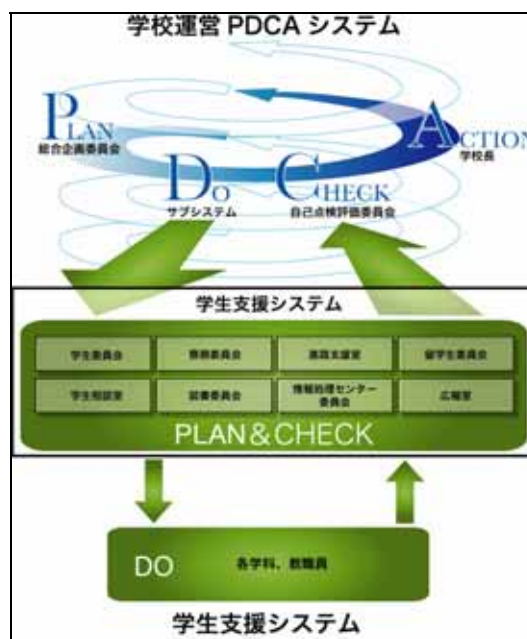 学校運営 PDCA システム
PLAN
総合企画委員会
ACTION
学校長
DO
サブシステム
CHECK
自己点検評価委員会
学生支援システム
学生委員会
教務委員会
進路支援室
留学生委員会
学生相談室
図書委員会
情報処理センター
委員会
広報室
PLAN&CHECK
DO
各学科、教職員
学生支援システム